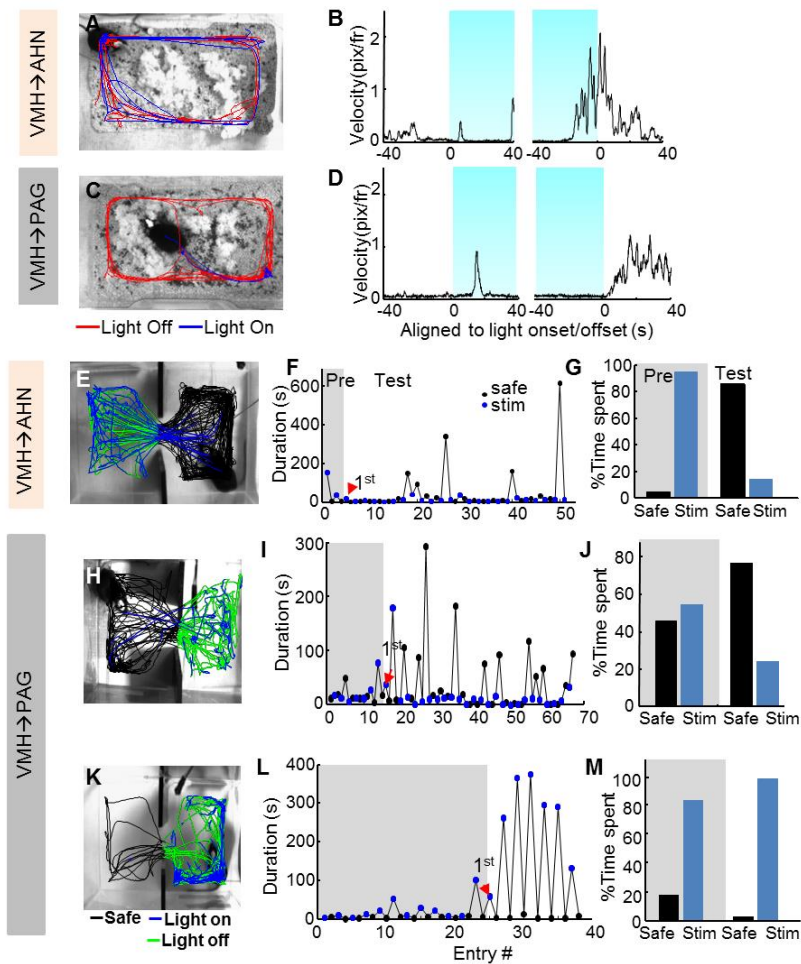 VMH→AHN
A
B
Velocity(pix/fr)
2
1
0
-40 0 40 -40 0 40
VMH→PAG
C
D
Velocity(pix/fr)
2
1
0
-40 0 40 -40 0 40
Light Off Light On
Aligned to light onset/offset (s)
VMH→AHN
E
F
Duration (s)
600
400
200
0
Pre Test
safe
stim
1st
0 10 20 30 40 50
G
%Time spent
100
80
60
40
20
0
Pre Test
Safe Stim Safe Stim
VMH→PAG
H
I
Duration (s)
300
200
100
0
1st
0 10 20 30 40 50 60 70
J
%Time spent
80
60
40
20
0
Safe Stim Safe Stim
K
Safe Light on
Light off
L
Duration (s)
400
300
200
100
0
1st
0 10 20 30 40
Entry #
M
%Time spent
100
80
60
40
20
0
Safe Stim Safe Stim